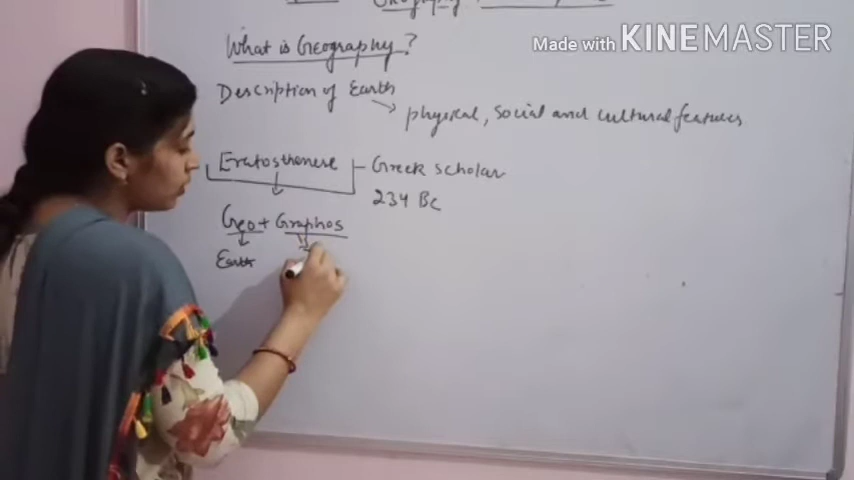 Made with KINEMASTER
What is Geography?
Description of Earth
physical, social and cultural features
Eratosthenese
Greek scholar
234 BC
Geo + Graphos
Earth